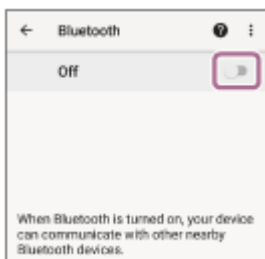 Bluetooth
Off
When Bluetooth is turned on, your device
can communicate with other nearby
Bluetooth devices.